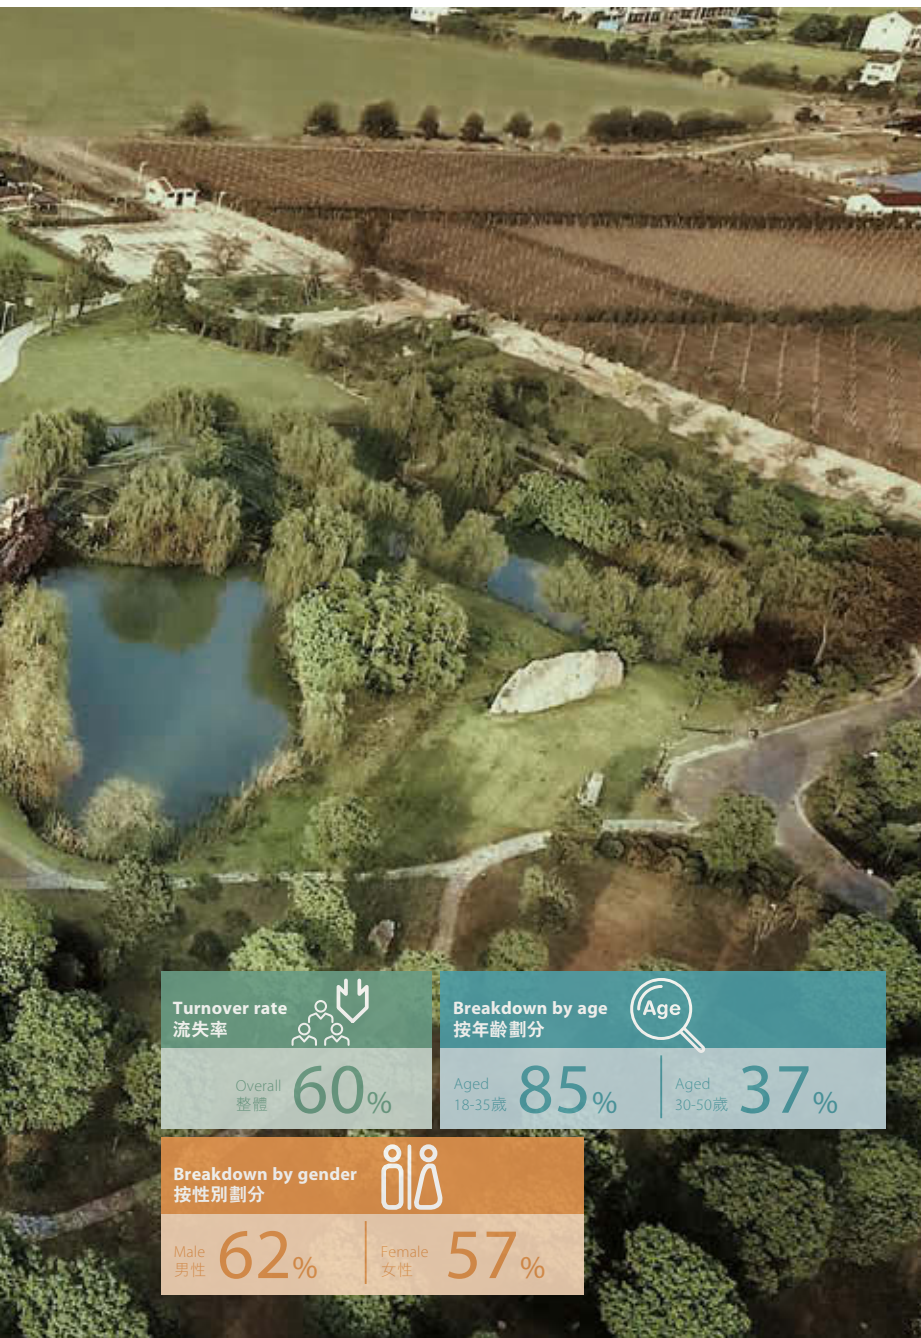 Turnover rate
流失率
Overall
整體
60%
Breakdown by age
按年齡劃分
Age
Aged
18-35歲
85%
Aged
30-50歲
37%
Breakdown by gender
按性別劃分
Male
男性
62%
Female
女性
57%